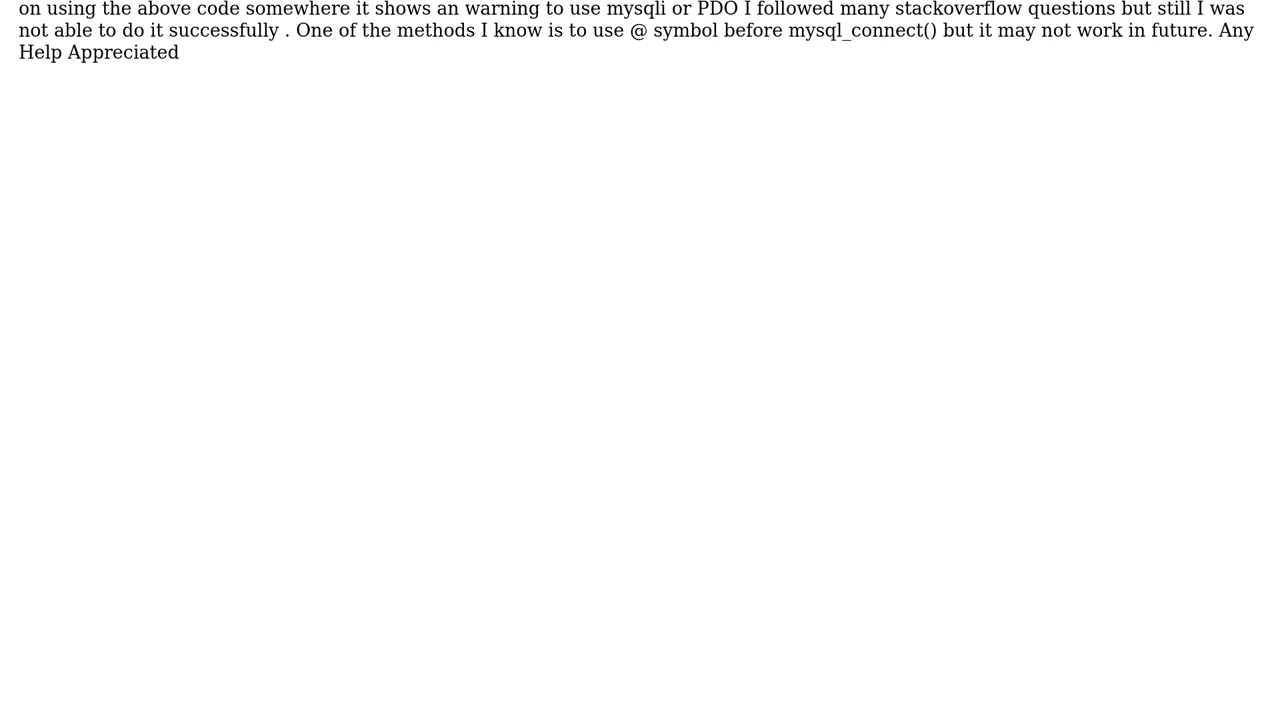 on using the above code somewhere it shows an warning to use mysqli or PDO I followed many stackoverflow questions but still I was
not able to do it successfully . One of the methods I know is to use @ symbol before mysql_connect() but it may not work in future. Any
Help Appreciated